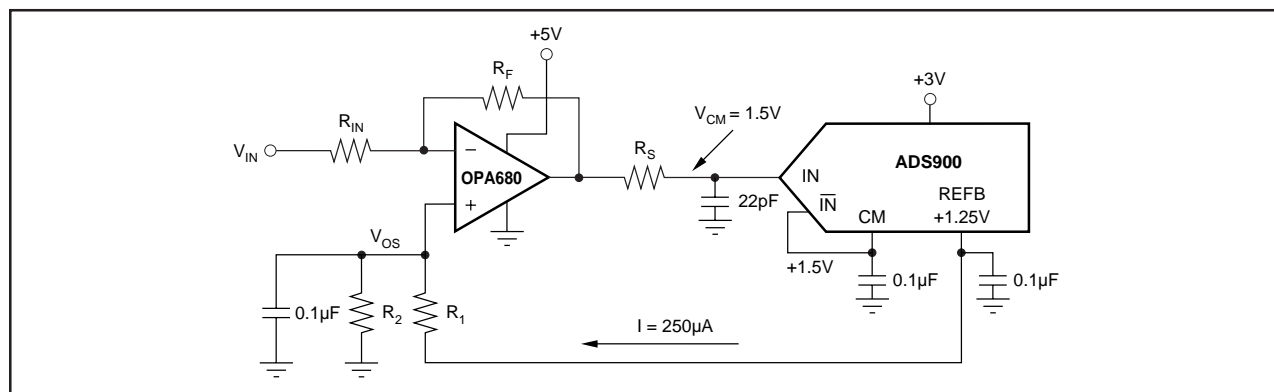 +5V
R_F
+3V
R_IN
V_CM = 1.5V
V_IN
–
R_S
ADS900
OPA680
IN
+
22pF
I̅N̅
REFB
+1.25V
CM
V_OS
+1.5V
0.1µF
0.1µF
0.1µF
R_2
R_1
I = 250µA